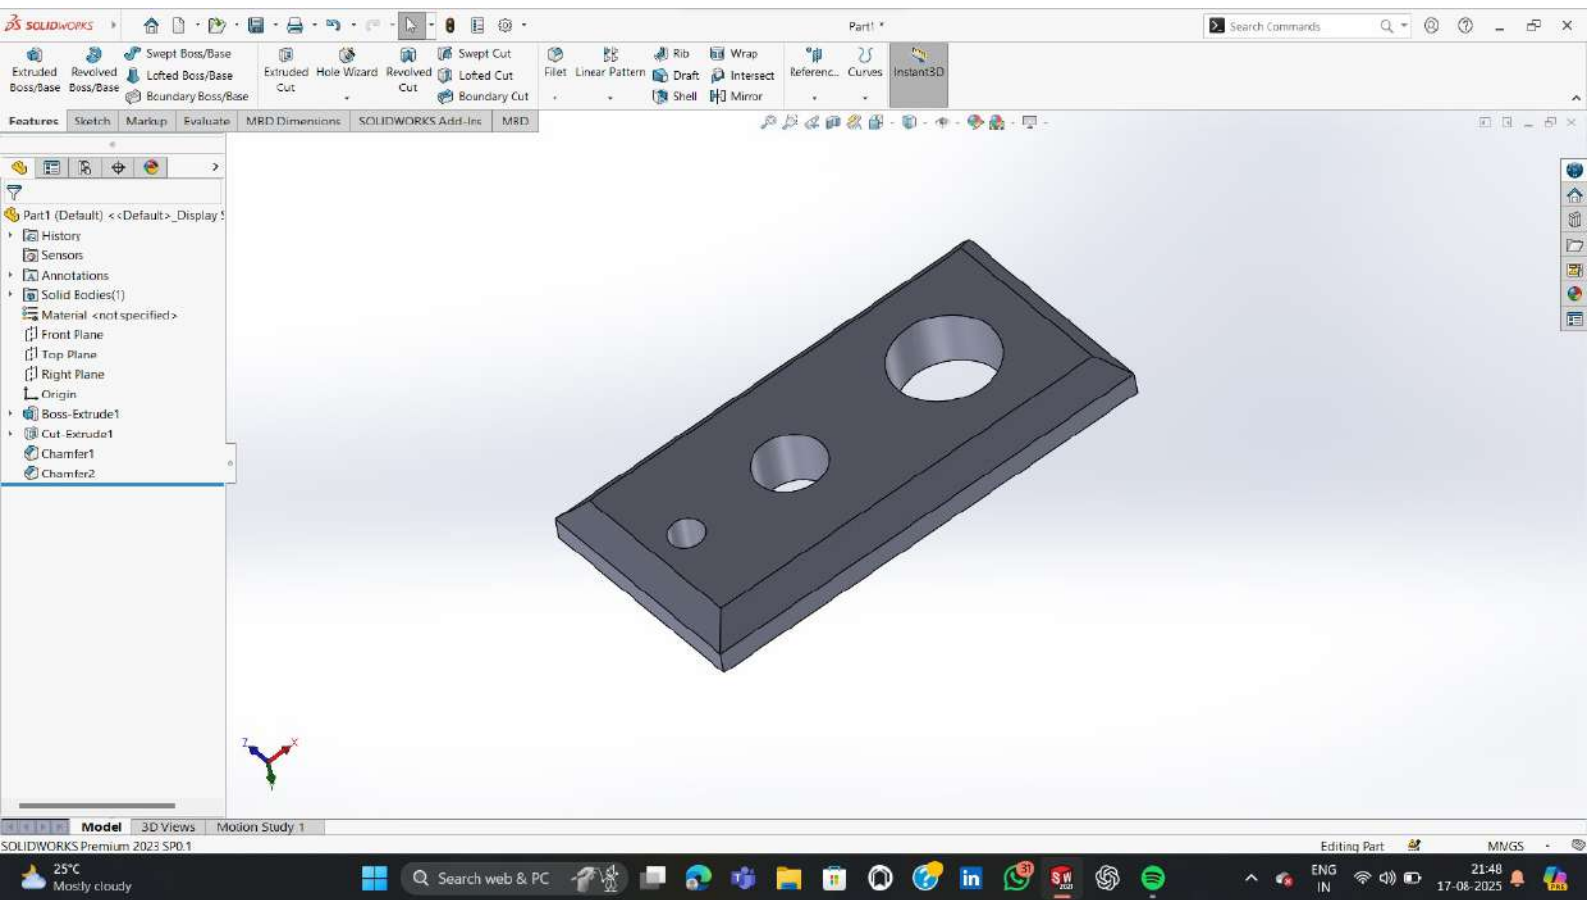 SOLIDWORKS
Part1 *
Search Commands
Extruded Boss/Base
Revolved Boss/Base
Swept Boss/Base
Lofted Boss/Base
Boundary Boss/Base
Extruded Cut
Hole Wizard
Revolved Cut
Swept Cut
Lofted Cut
Boundary Cut
Fillet
Linear Pattern
Rib
Draft
Shell
Wrap
Intersect
Mirror
Referenc...
Curves
Instant3D
Features Sketch Markup Evaluate MBD Dimensions SOLIDWORKS Add-Ins MBD
Part1 (Default) <<Default>_Display S
History
Sensors
Annotations
Solid Bodies(1)
Material <not specified>
Front Plane
Top Plane
Right Plane
Origin
Boss-Extrude1
Cut-Extrude1
Chamfer1
Chamfer2
Z X
Y
Model 3D Views Motion Study 1
SOLIDWORKS Premium 2023 SP0.1
Editing Part MMGS
25°C
Mostly cloudy
Search web & PC
31
ENG
IN
21:48
17-08-2025